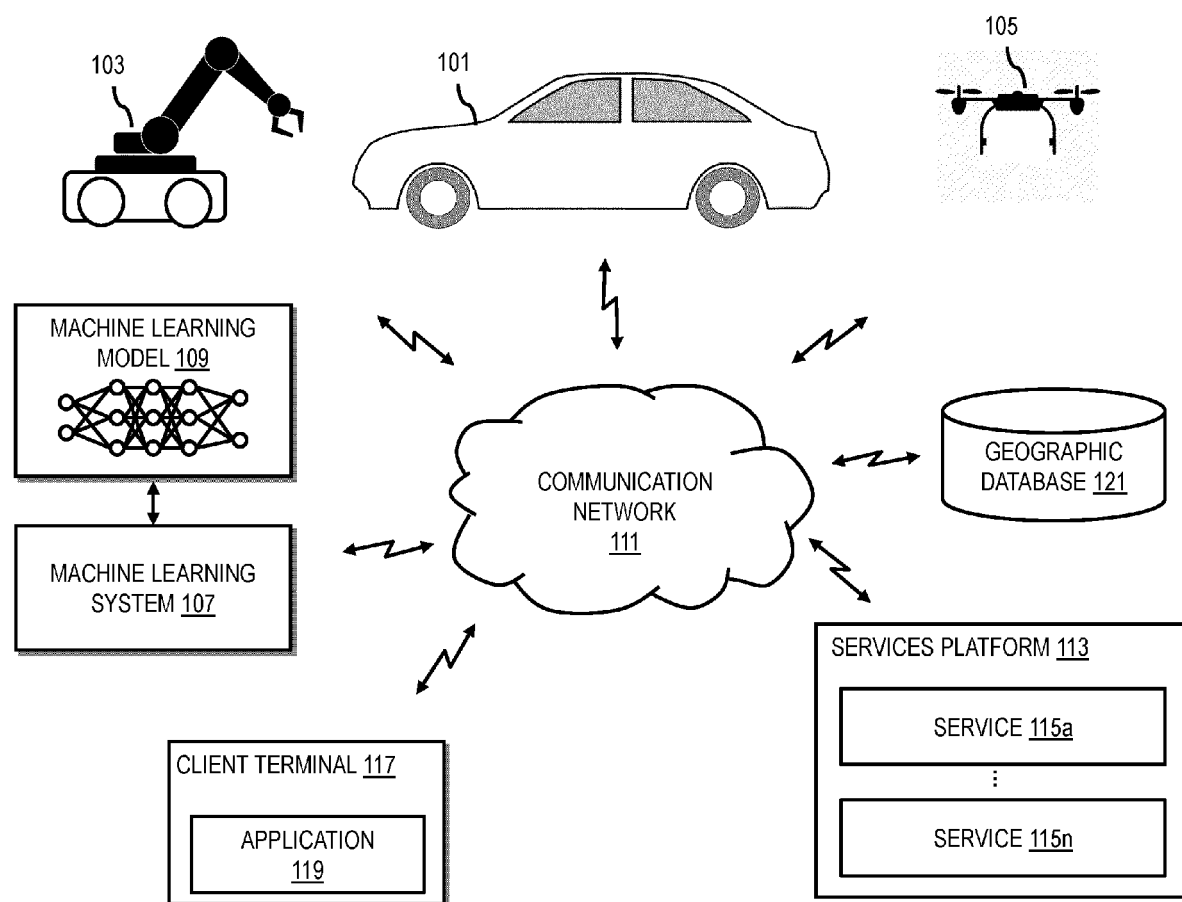 103
101
105
MACHINE LEARNING
MODEL 109
COMMUNICATION
NETWORK
111
GEOGRAPHIC
DATABASE 121
MACHINE LEARNING
SYSTEM 107
SERVICES PLATFORM 113
SERVICE 115a
...
SERVICE 115n
CLIENT TERMINAL 117
APPLICATION
119